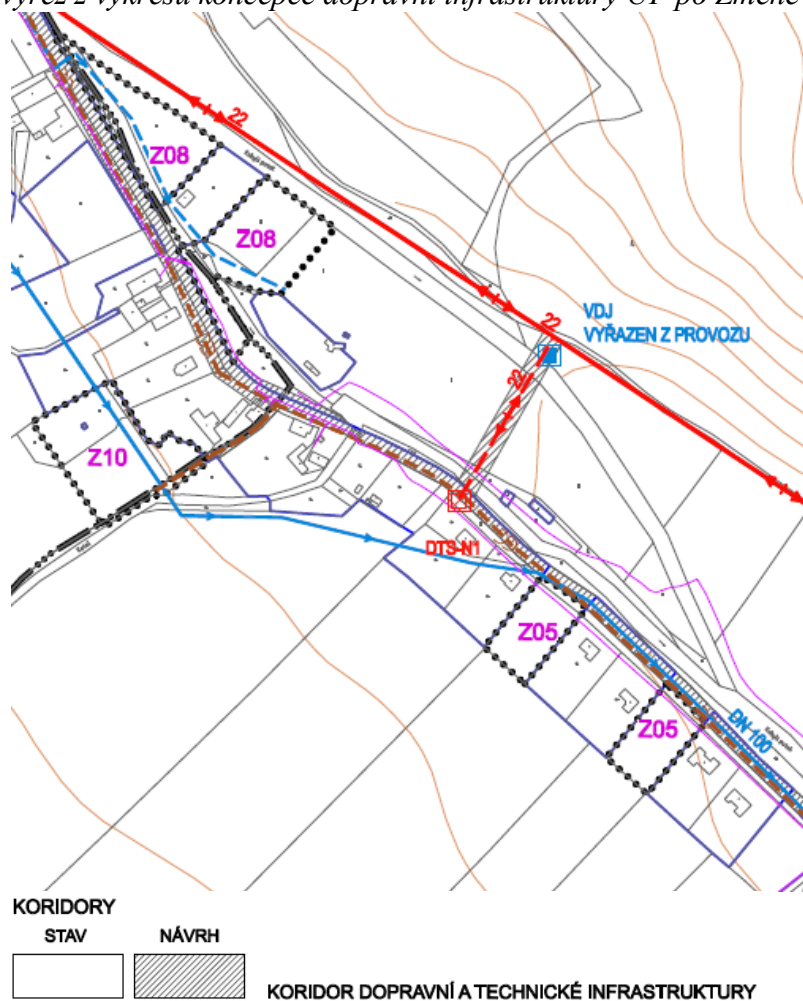 výřez z výkresu koncepce dopravní infrastruktury ÚP po Změně
22
Z08
Z08
22
VDJ
VYŘAZEN Z PROVOZU
22
Z10
DTS-N1
Z05
Z05
DN 100
KORIDORY
STAV
NÁVRH
KORIDOR DOPRAVNÍ A TECHNICKÉ INFRASTRUKTURY